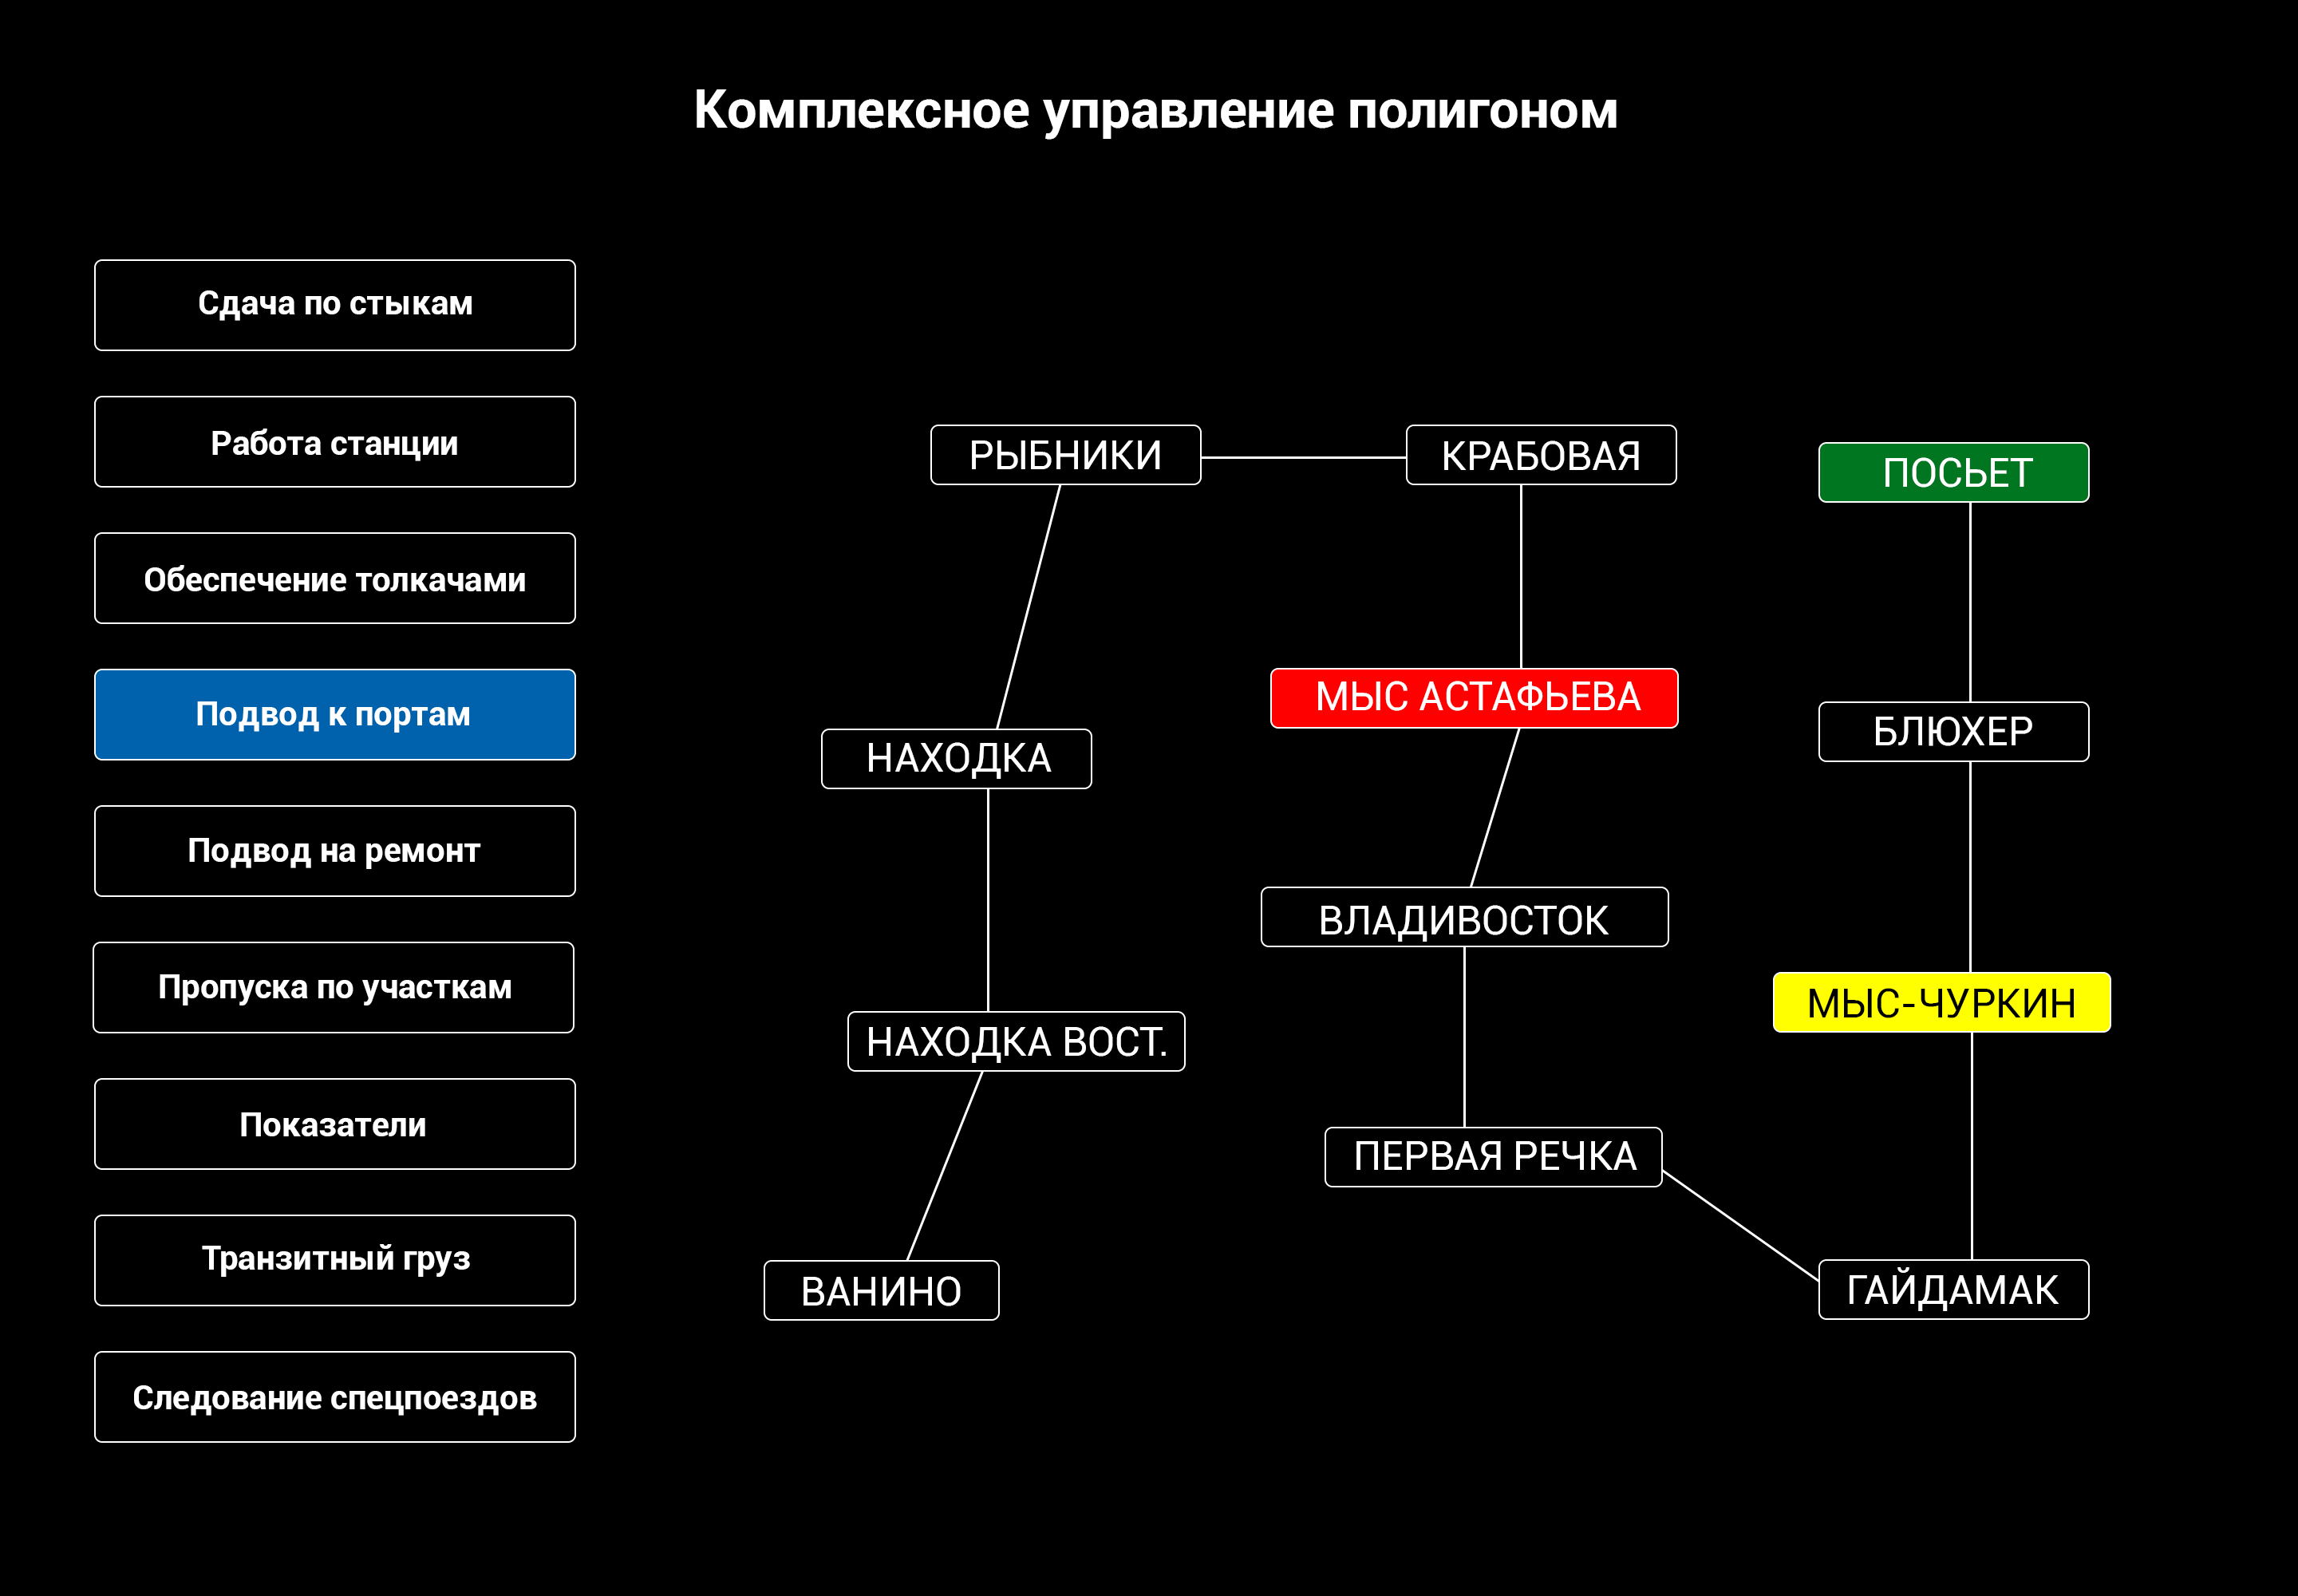 Комплексное управление полигоном
Сдача по стыкам
Работа станции
Обеспечение толкачами
Подвод к портам
Подвод на ремонт
Пропуска по участкам
Показатели
Транзитный груз
Следование спецпоездов
РЫБНИКИ
КРАБОВАЯ
ПОСЬЕТ
МЫС АСТАФЬЕВА
БЛЮХЕР
НАХОДКА
ВЛАДИВОСТОК
МЫС-ЧУРКИН
НАХОДКА ВОСТ.
ПЕРВАЯ РЕЧКА
ВАНИНО
ГАЙДАМАК